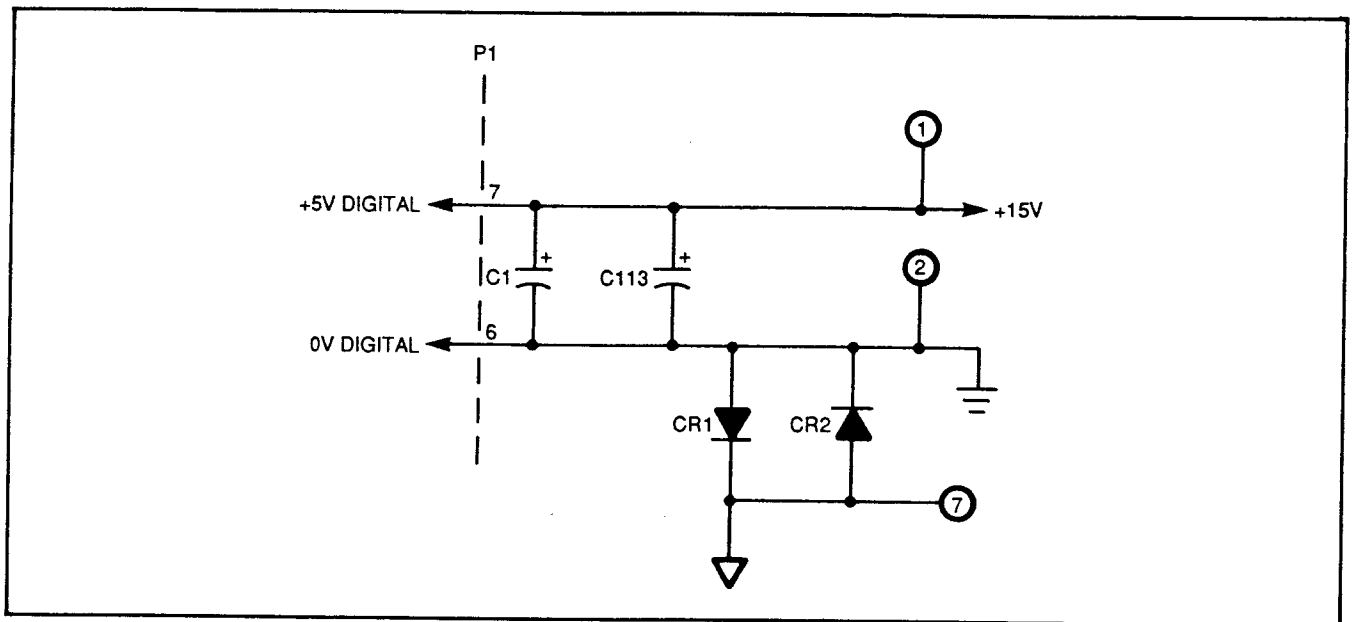 P1
1
+5V DIGITAL
7
+15V
C1
+
C113
+
2
0V DIGITAL
6
CR1
CR2
7